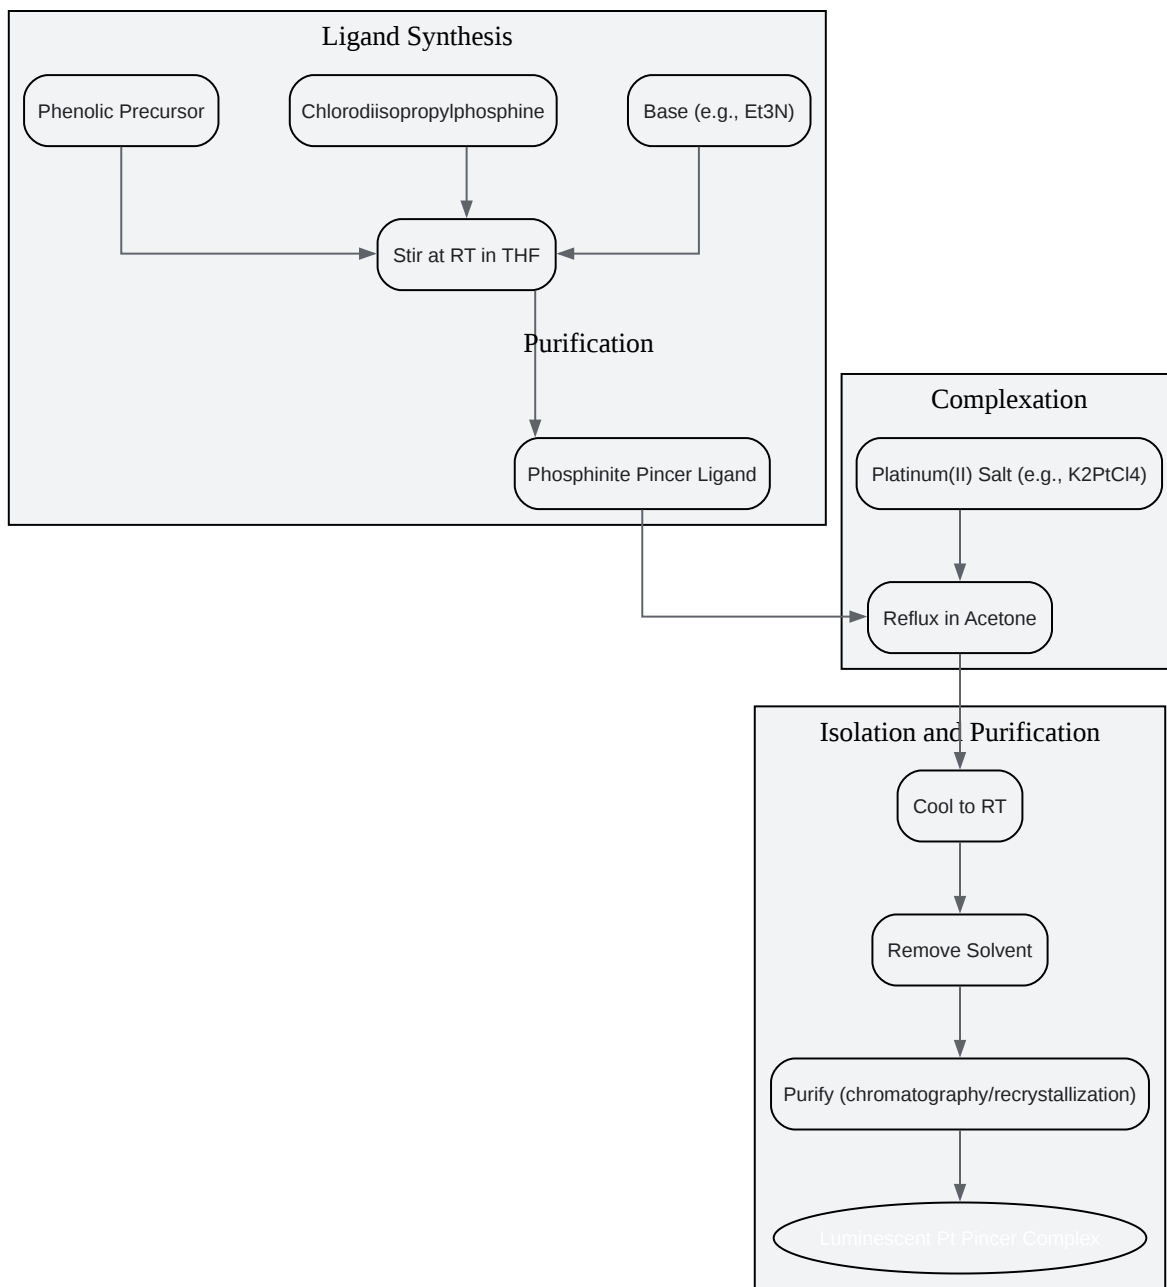 Ligand Synthesis
Phenolic Precursor
Chlorodiisopropylphosphine
Base (e.g., Et3N)
Stir at RT in THF
Purification
Phosphinite Pincer Ligand
Complexation
Platinum(II) Salt (e.g., K2PtCl4)
Reflux in Acetone
Isolation and Purification
Cool to RT
Remove Solvent
Purify (chromatography/recrystallization)
Luminescent Pt Pincer Complex